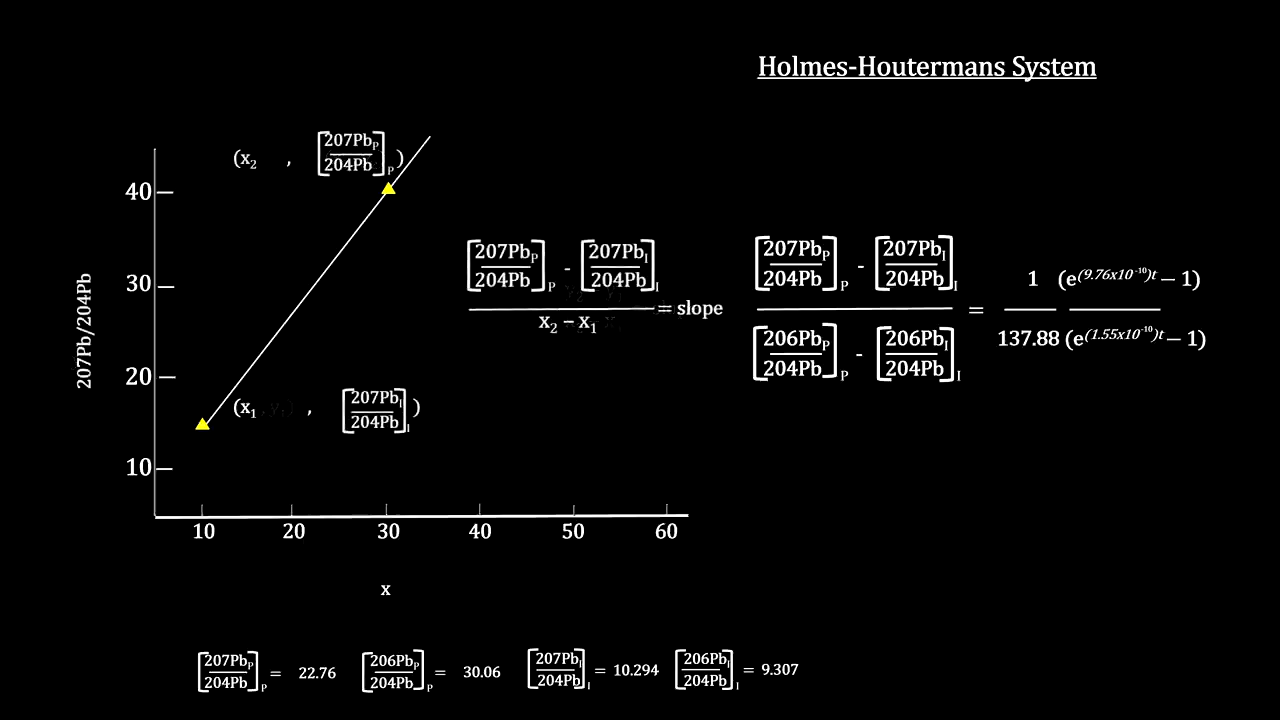 Holmes-Houtermans System
(x2 , [207PbP/204Pb]P)
40
30
20
10
207Pb/204Pb
(x1 , [207PbI/204Pb]I)
10 20 30 40 50 60
x
[207PbP/204Pb]P - [207PbI/204Pb]I
x2 – x1
= slope
[207PbP/204Pb]P - [207PbI/204Pb]I
[206PbP/204Pb]P - [206PbI/204Pb]I
=
1 (e^(9.76x10^-10)t – 1)
137.88 (e^(1.55x10^-10)t – 1)
[207PbP/204Pb]P = 22.76 [206PbP/204Pb]P = 30.06 [207PbI/204Pb]I = 10.294 [206PbI/204Pb]I = 9.307